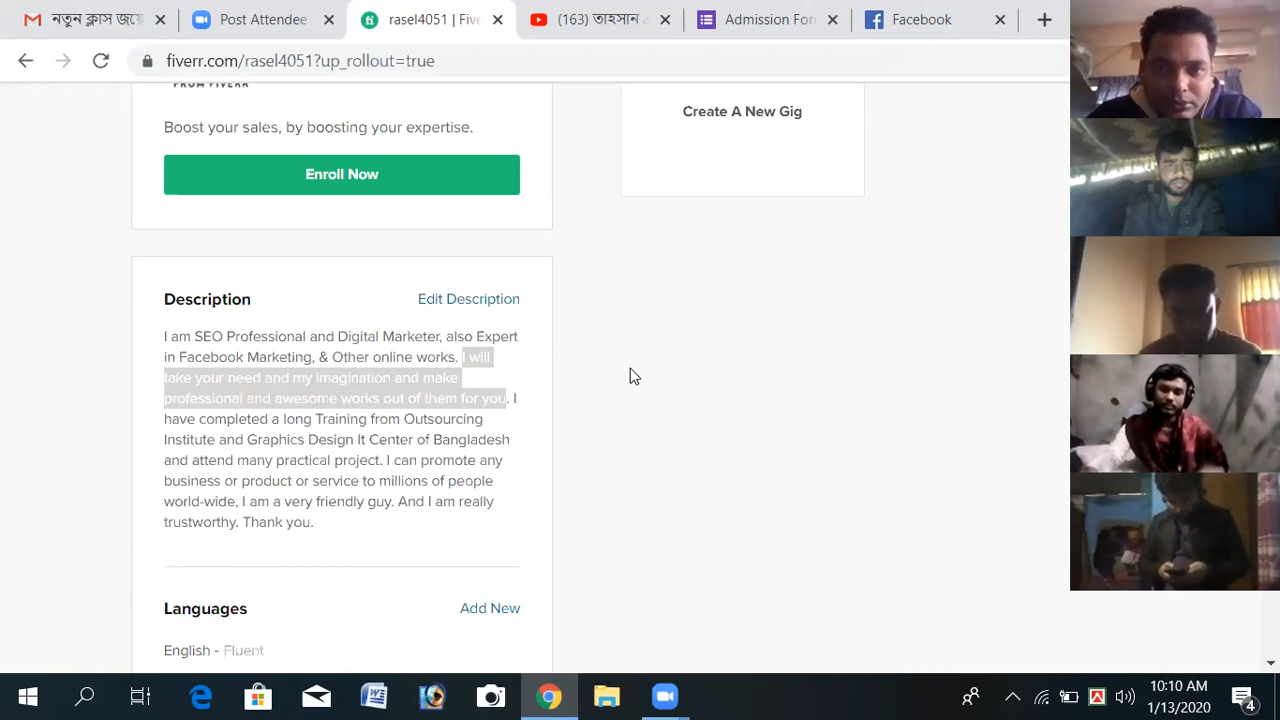 নতুন ক্লাস জয়ে
Post Attendee
rasel4051 | Five
(163) তাহসান
Admission For
Facebook
fiverr.com/rasel4051?up_rollout=true
FROM FIVERR
Create A New Gig
Boost your sales, by boosting your expertise.
Enroll Now
Description
Edit Description
I am SEO Professional and Digital Marketer, also Expert
in Facebook Marketing, & Other online works. I will
take your need and my imagination and make
professional and awesome works out of them for you. I
have completed a long Training from Outsourcing
Institute and Graphics Design It Center of Bangladesh
and attend many practical project. I can promote any
business or product or service to millions of people
world-wide, I am a very friendly guy. And I am really
trustworthy. Thank you.
Languages
Add New
English - Fluent
10:10 AM
1/13/2020
4